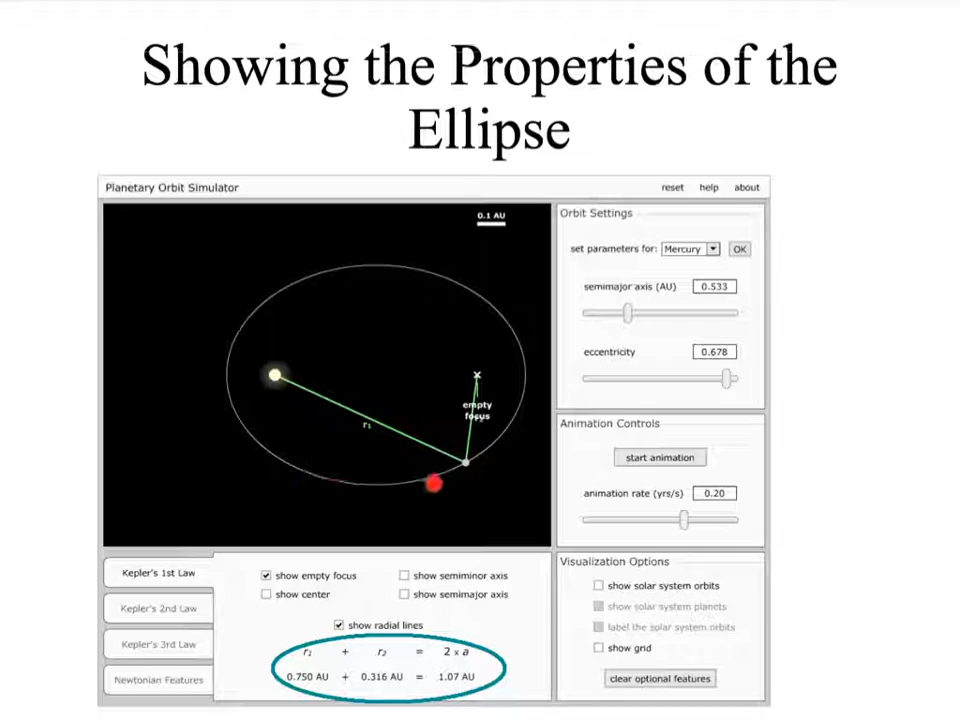 Showing the Properties of the
Ellipse
Planetary Orbit Simulator
reset help about
0.1 AU
empty
focus
r₁
Orbit Settings
set parameters for: Mercury OK
semimajor axis (AU) 0.533
eccentricity 0.678
Animation Controls
start animation
animation rate (yrs/s) 0.20
Kepler's 1st Law
Kepler's 2nd Law
Kepler's 3rd Law
Newtonian Features
show empty focus show semiminor axis
show center show semimajor axis
show radial lines
r₁ + r₂ = 2 x a
0.750 AU + 0.316 AU = 1.07 AU
Visualization Options
show solar system orbits
show solar system planets
label the solar system orbits
show grid
clear optional features